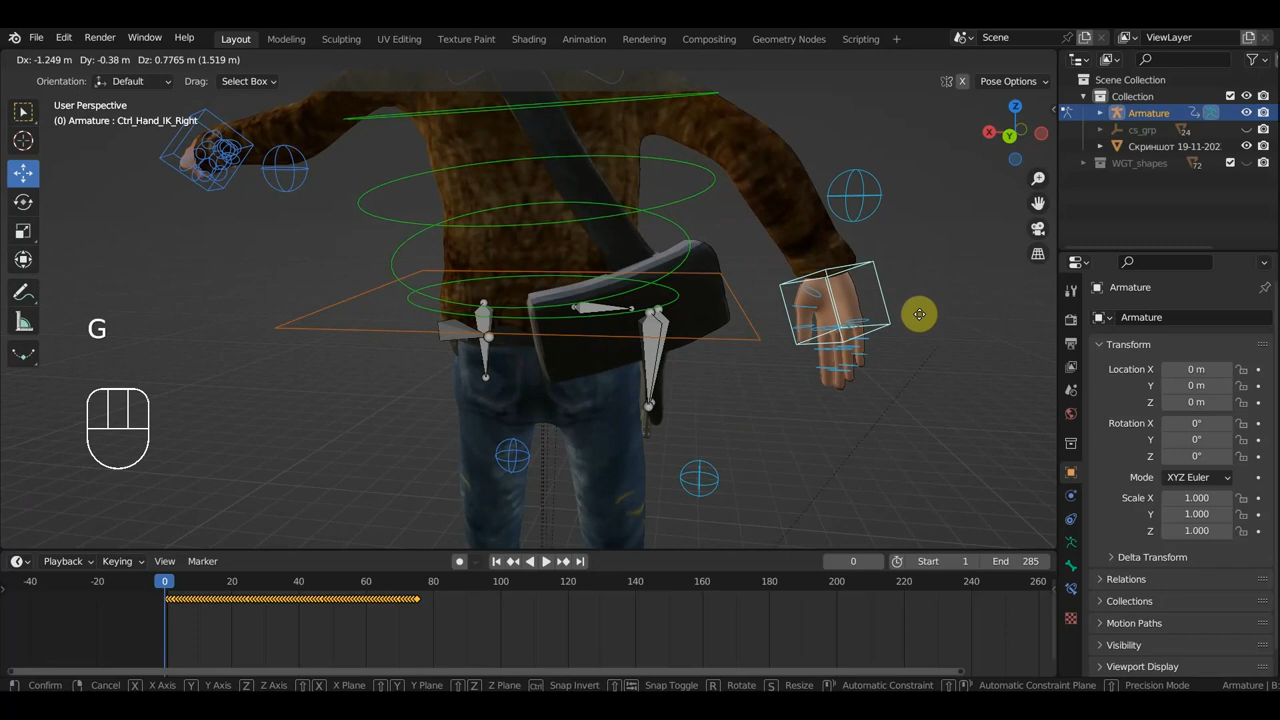 File Edit Render Window Help Layout Modeling Sculpting UV Editing Texture Paint Shading Animation Rendering Compositing Geometry Nodes Scripting + Scene ViewLayer
Dx: -1.249 m Dy: -0.38 m Dz: 0.7765 m (1.519 m)
Orientation: Default Drag: Select Box X Pose Options
User Perspective
(0) Armature : Ctrl_Hand_IK_Right
Scene Collection
Collection
Armature
cs_grp 24
Скриншот 19-11-202
WGT_shapes 72
X Y Z
G
Armature
Armature
Transform
Location X 0 m
Y 0 m
Z 0 m
Rotation X 0°
Y 0°
Z 0°
Mode XYZ Euler
Scale X 1.000
Y 1.000
Z 1.000
Delta Transform
Relations
Collections
Motion Paths
Visibility
Viewport Display
Playback Keying View Marker 0 Start 1 End 285
-40 -20 0 20 40 60 80 100 120 140 160 180 200 220 240 260
Confirm Cancel X X Axis Y Y Axis Z Z Axis X X Plane Y Y Plane Z Z Plane Ctrl Snap Invert Snap Toggle R Rotate S Resize Automatic Constraint Automatic Constraint Plane Precision Mode Armature | B